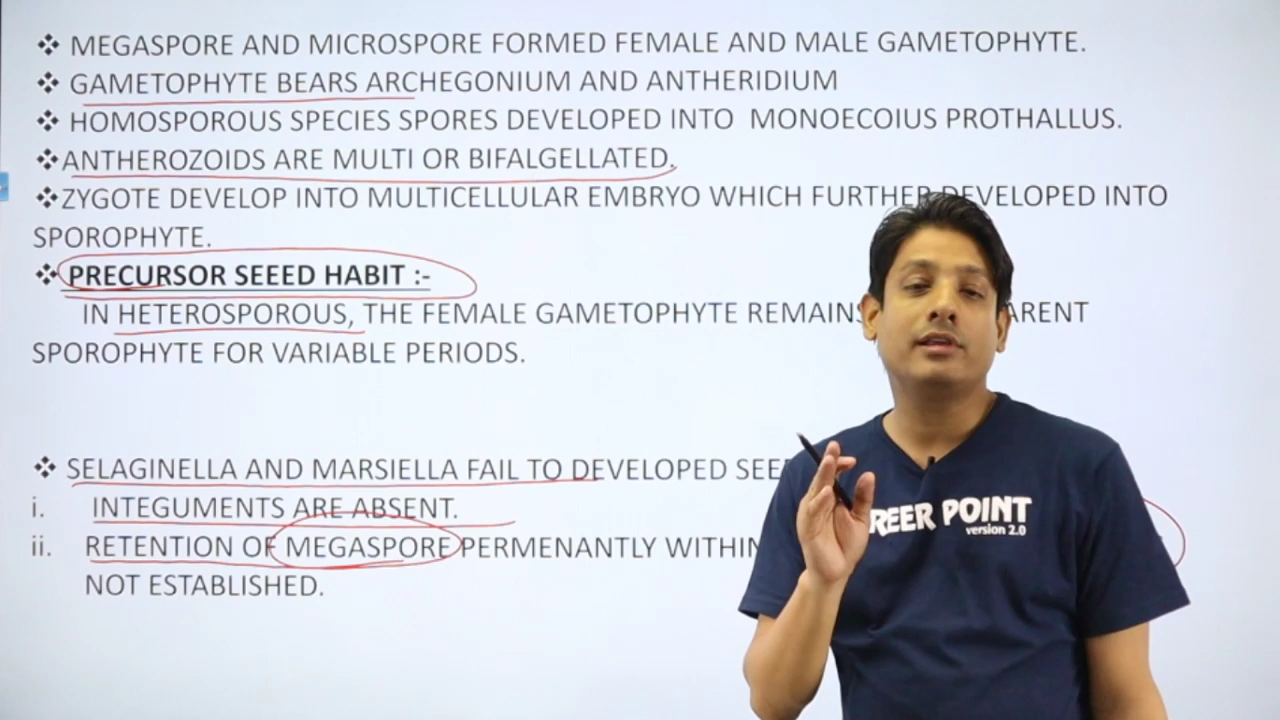 ❖ MEGASPORE AND MICROSPORE FORMED FEMALE AND MALE GAMETOPHYTE.
❖ GAMETOPHYTE BEARS ARCHEGONIUM AND ANTHERIDIUM
❖ HOMOSPOROUS SPECIES SPORES DEVELOPED INTO MONOECOIUS PROTHALLUS.
❖ ANTHEROZOIDS ARE MULTI OR BIFALGELLATED.
❖ ZYGOTE DEVELOP INTO MULTICELLULAR EMBRYO WHICH FURTHER DEVELOPED INTO
SPOROPHYTE.
❖ PRECURSOR SEEED HABIT :-
IN HETEROSPOROUS, THE FEMALE GAMETOPHYTE REMAINS ARENT
SPOROPHYTE FOR VARIABLE PERIODS.
❖ SELAGINELLA AND MARSIELLA FAIL TO DEVELOPED SEE
i. INTEGUMENTS ARE ABSENT.
ii. RETENTION OF MEGASPORE PERMENANTLY WITHIN
NOT ESTABLISHED.
REER POINT
version 2.0